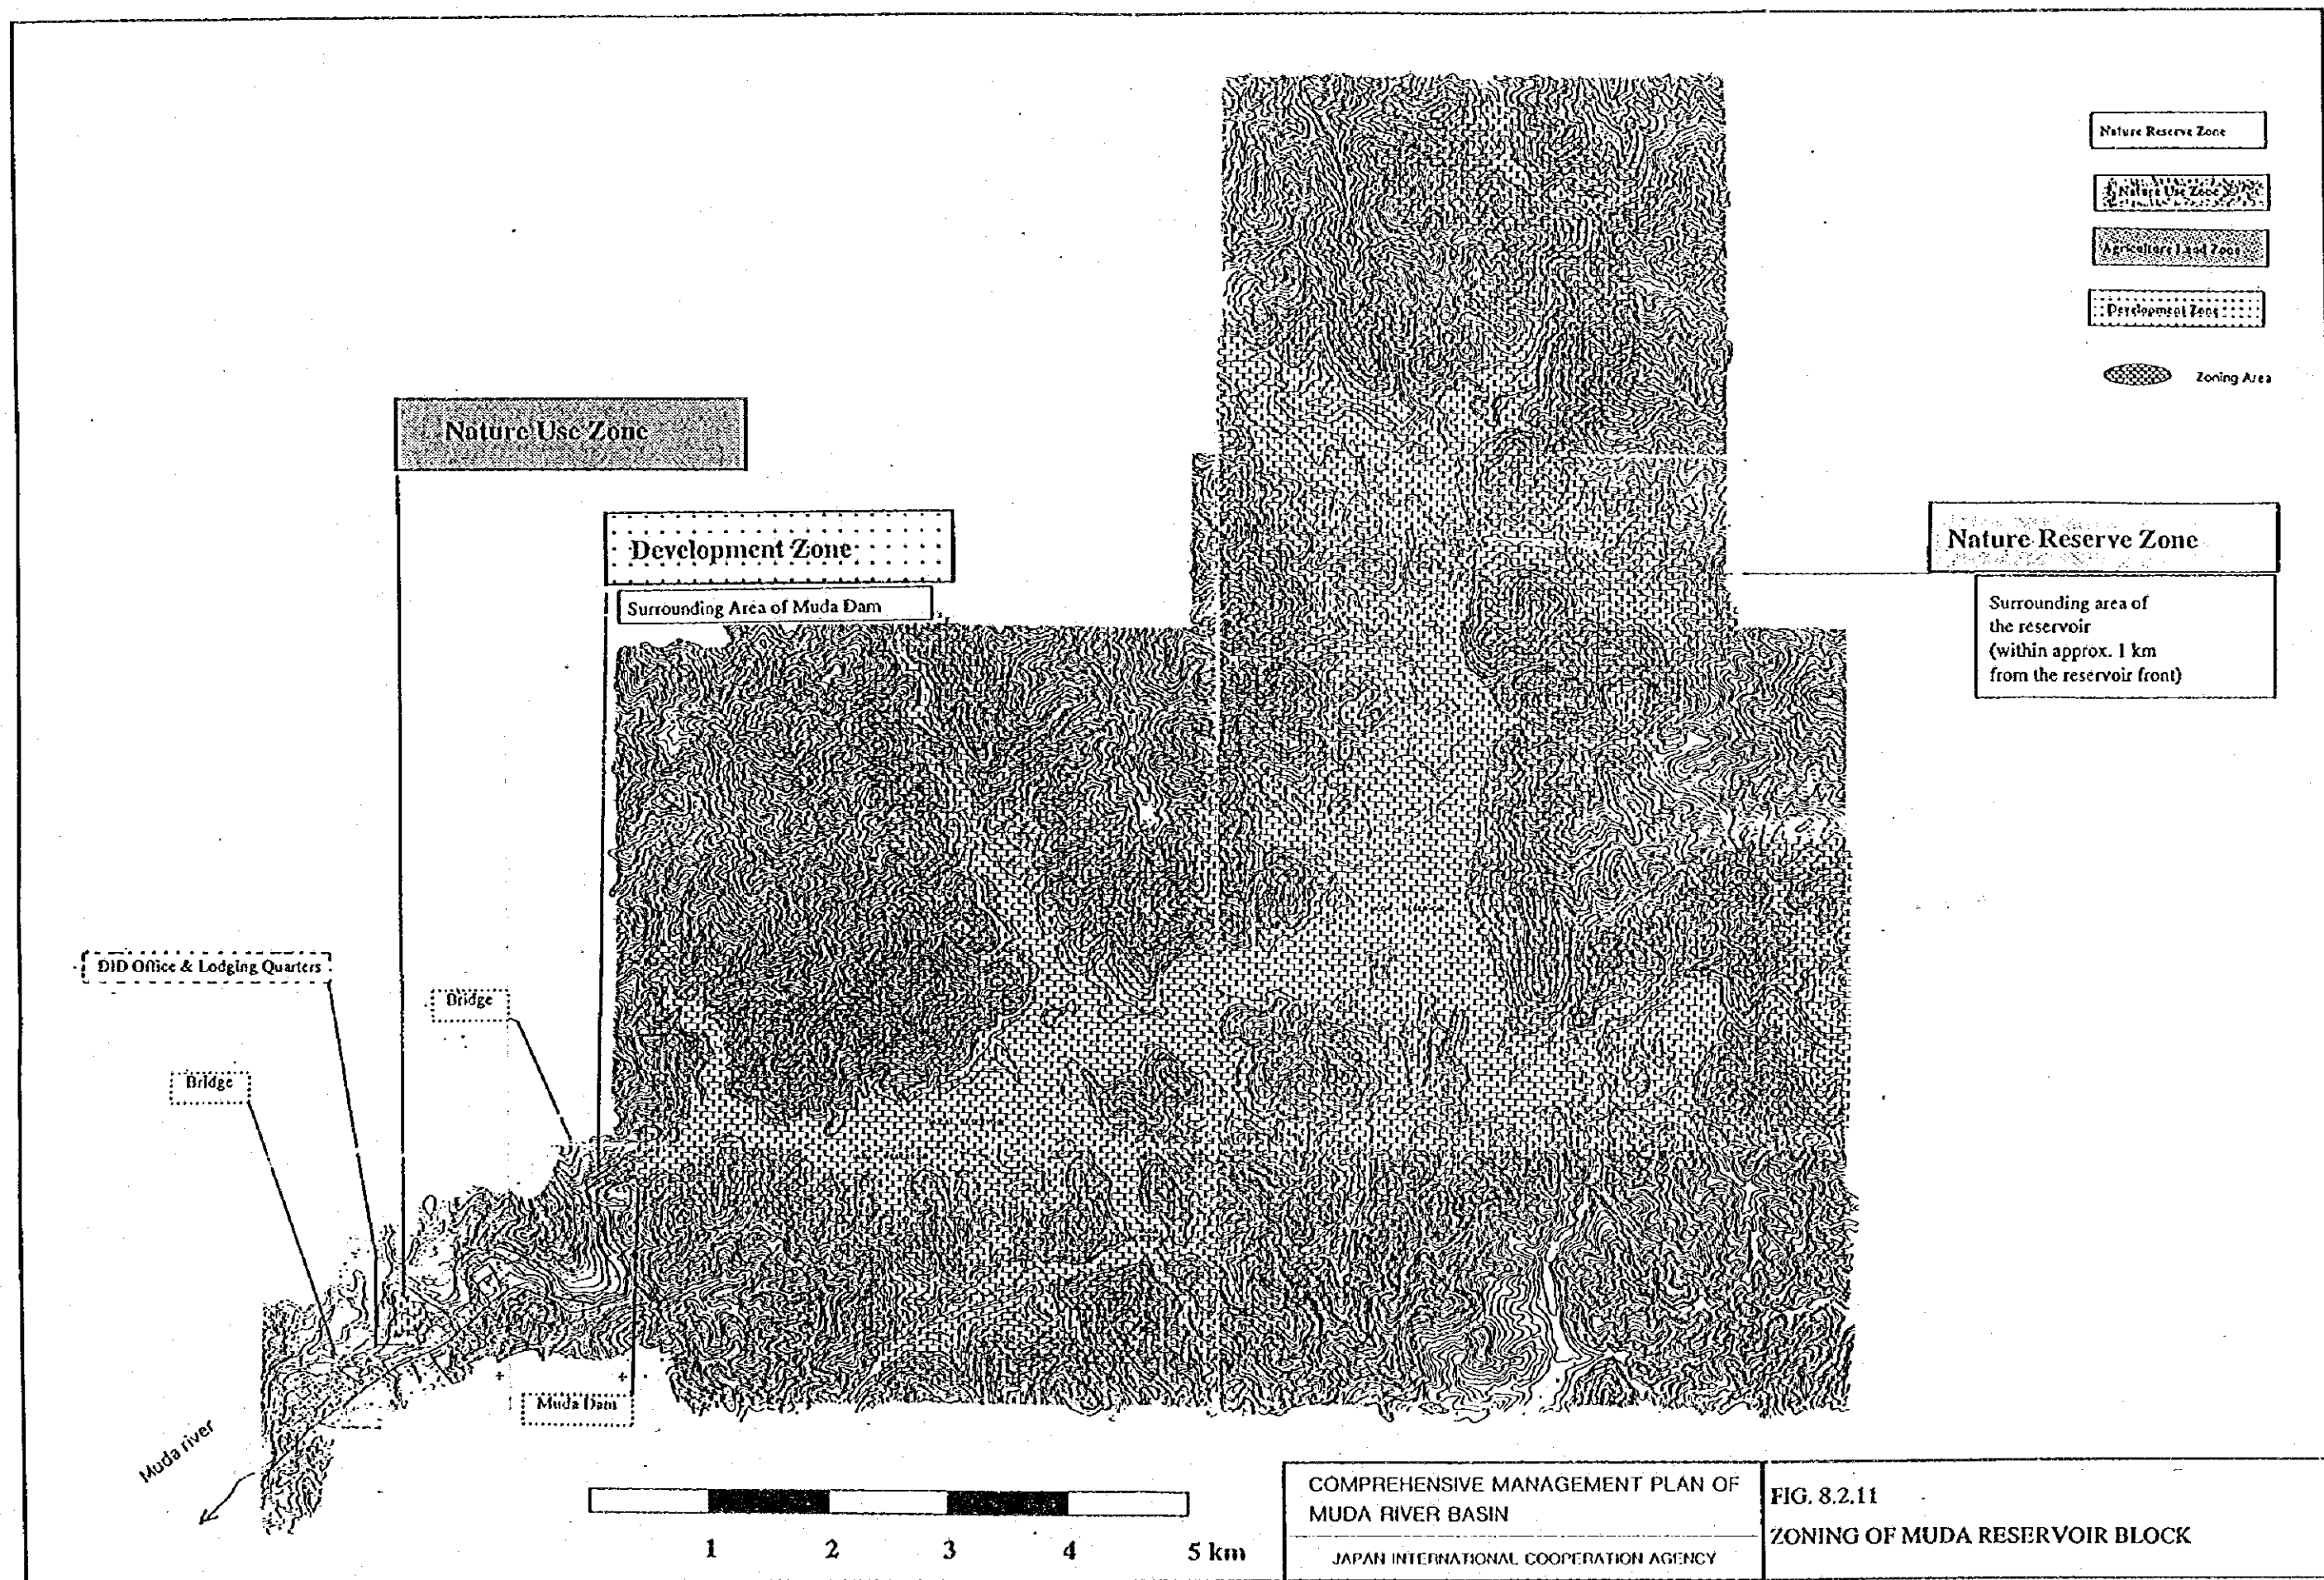 Nature Reserve Zone
Nature Use Zone
Agriculture Land Zone
Development Zone
Zoning Area
Nature Use Zone
Development Zone
Surrounding Area of Muda Dam
Nature Reserve Zone
Surrounding area of
the reservoir
(within approx. 1 km
from the reservoir front)
DID Office & Lodging Quarters
Bridge
Bridge
Muda Dam
Muda river
1 2 3 4 5 km
COMPREHENSIVE MANAGEMENT PLAN OF
MUDA RIVER BASIN
JAPAN INTERNATIONAL COOPERATION AGENCY
FIG. 8.2.11
ZONING OF MUDA RESERVOIR BLOCK